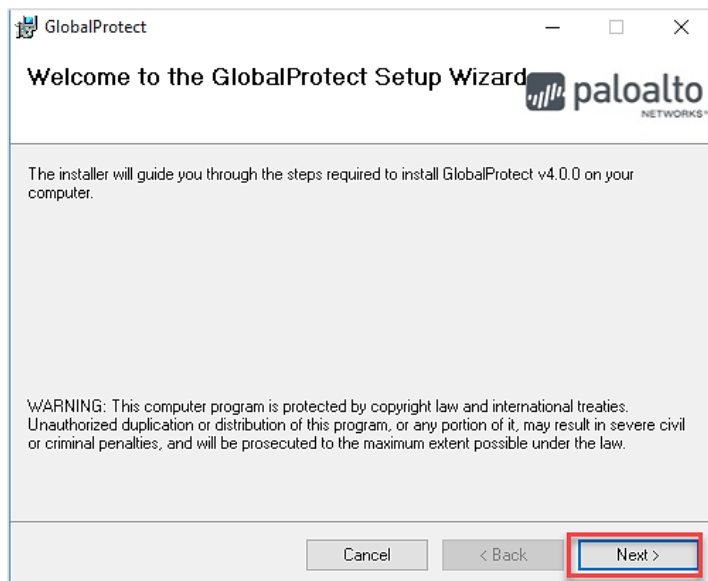 GlobalProtect
Welcome to the GlobalProtect Setup Wizard
paloalto
NETWORKS
The installer will guide you through the steps required to install GlobalProtect v4.0.0 on your
computer.
WARNING: This computer program is protected by copyright law and international treaties.
Unauthorized duplication or distribution of this program, or any portion of it, may result in severe civil
or criminal penalties, and will be prosecuted to the maximum extent possible under the law.
Cancel
< Back
Next >